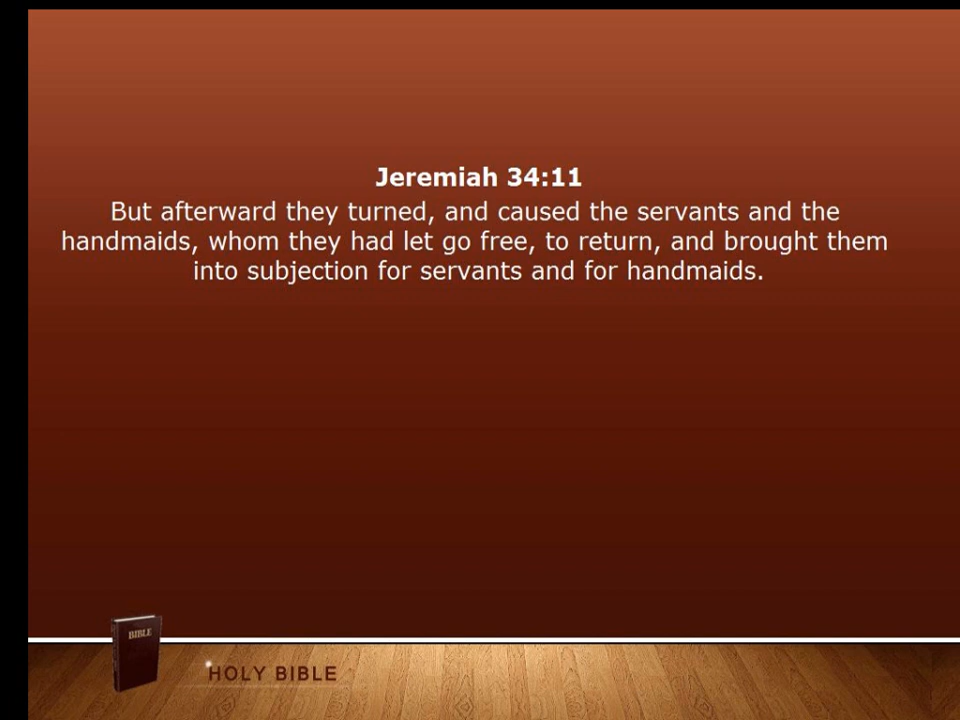 Jeremiah 34:11
But afterward they turned, and caused the servants and the
handmaids, whom they had let go free, to return, and brought them
into subjection for servants and for handmaids.
BIBLE
HOLY BIBLE